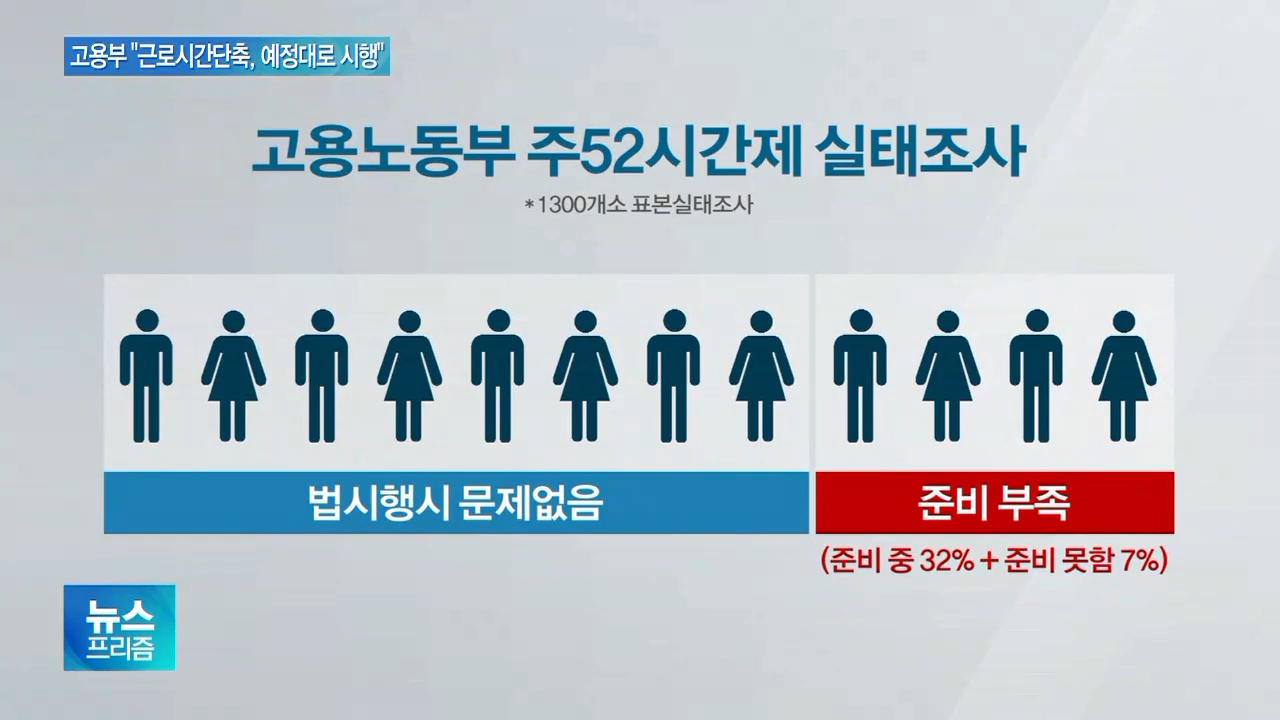 고용부 "근로시간단축, 예정대로 시행"
고용노동부 주52시간제 실태조사
*1300개소 표본실태조사
법시행시 문제없음
준비 부족
(준비 중 32% + 준비 못함 7%)
뉴스
프리즘